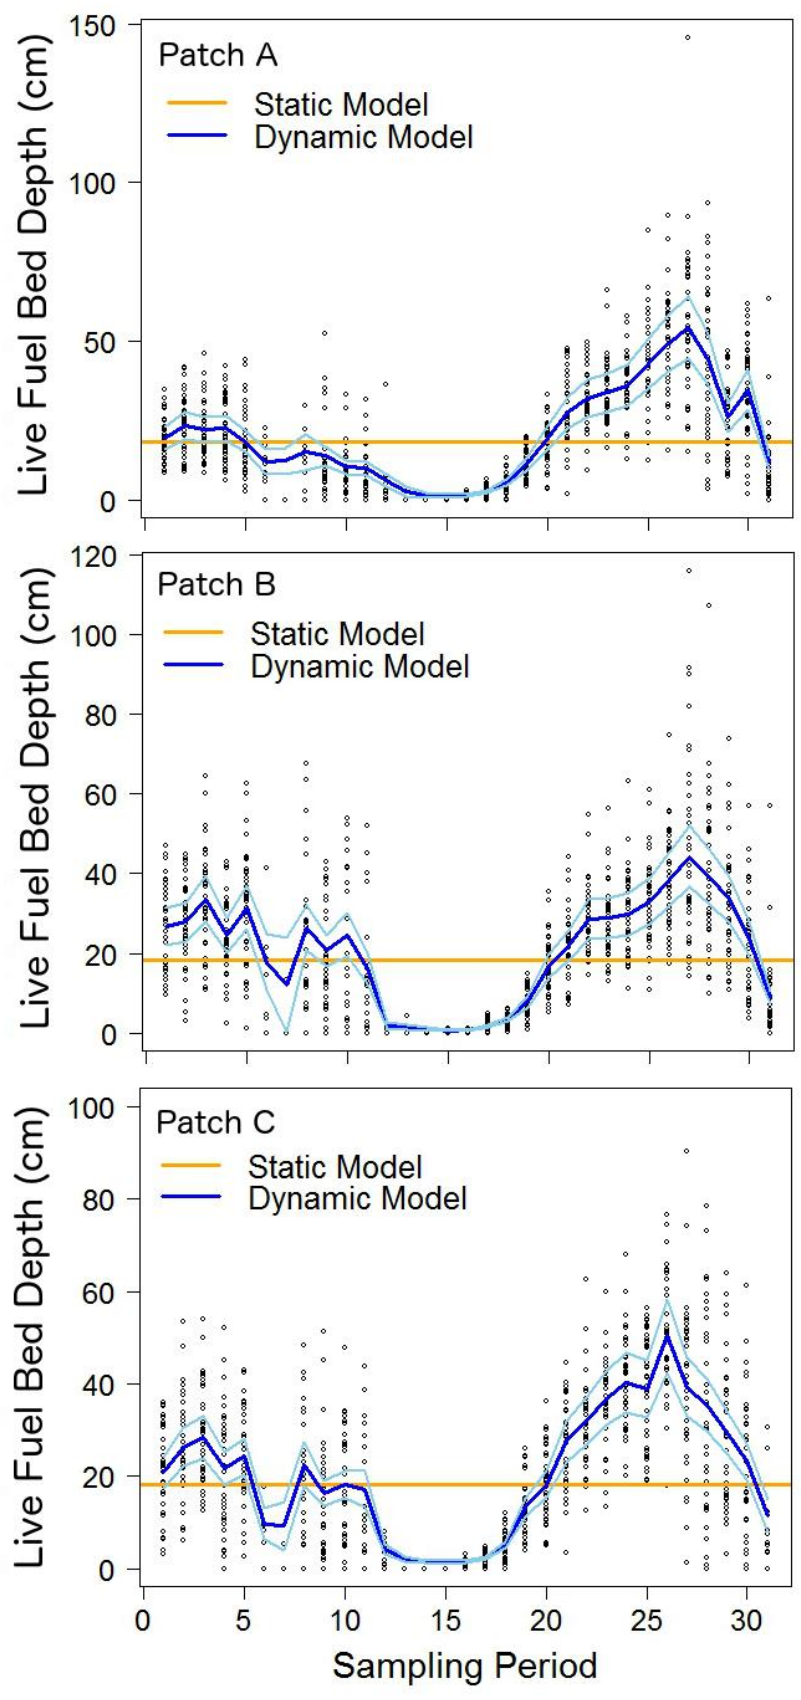 Live Fuel Bed Depth (cm)
150
100
50
0
Patch A
Static Model
Dynamic Model
Live Fuel Bed Depth (cm)
120
100
80
60
40
20
0
Patch B
Static Model
Dynamic Model
Live Fuel Bed Depth (cm)
100
80
60
40
20
0
Patch C
Static Model
Dynamic Model
0 5 10 15 20 25 30
Sampling Period